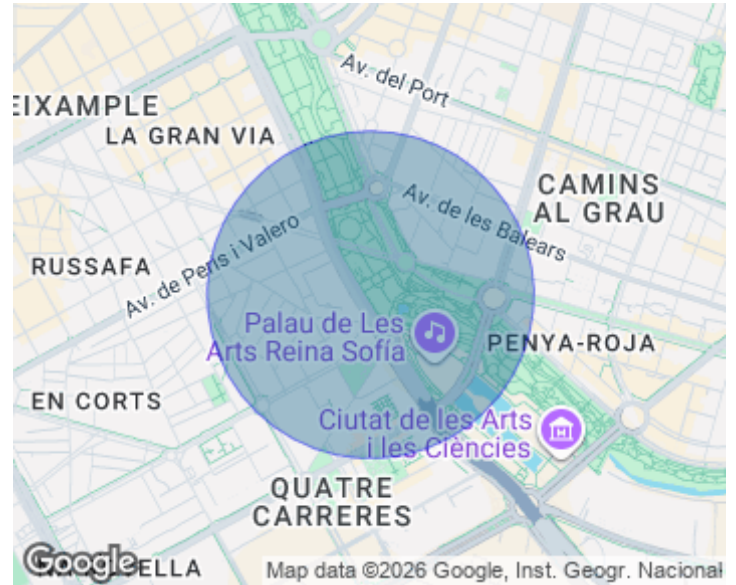 Av. del Port
EIXAMPLE
LA GRAN VIA
CAMINS
AL GRAU
Av. de les Balears
Av. de Peris i Valero
RUSSAFA
Palau de Les
Arts Reina Sofía
PENYA-ROJA
EN CORTS
Ciutat de les Arts
i les Ciències
QUATRE
CARRERES
Google
ELLA
Map data ©2026 Google, Inst. Geogr. Nacional